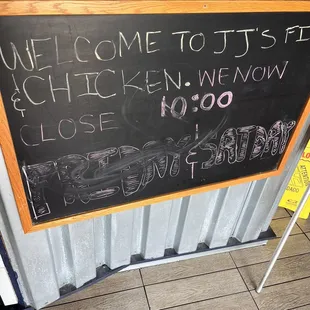 WELCOME TO JJ'S FI
& CHICKEN. WE NOW
CLOSE 10:00
FRIDAY & SATDAY